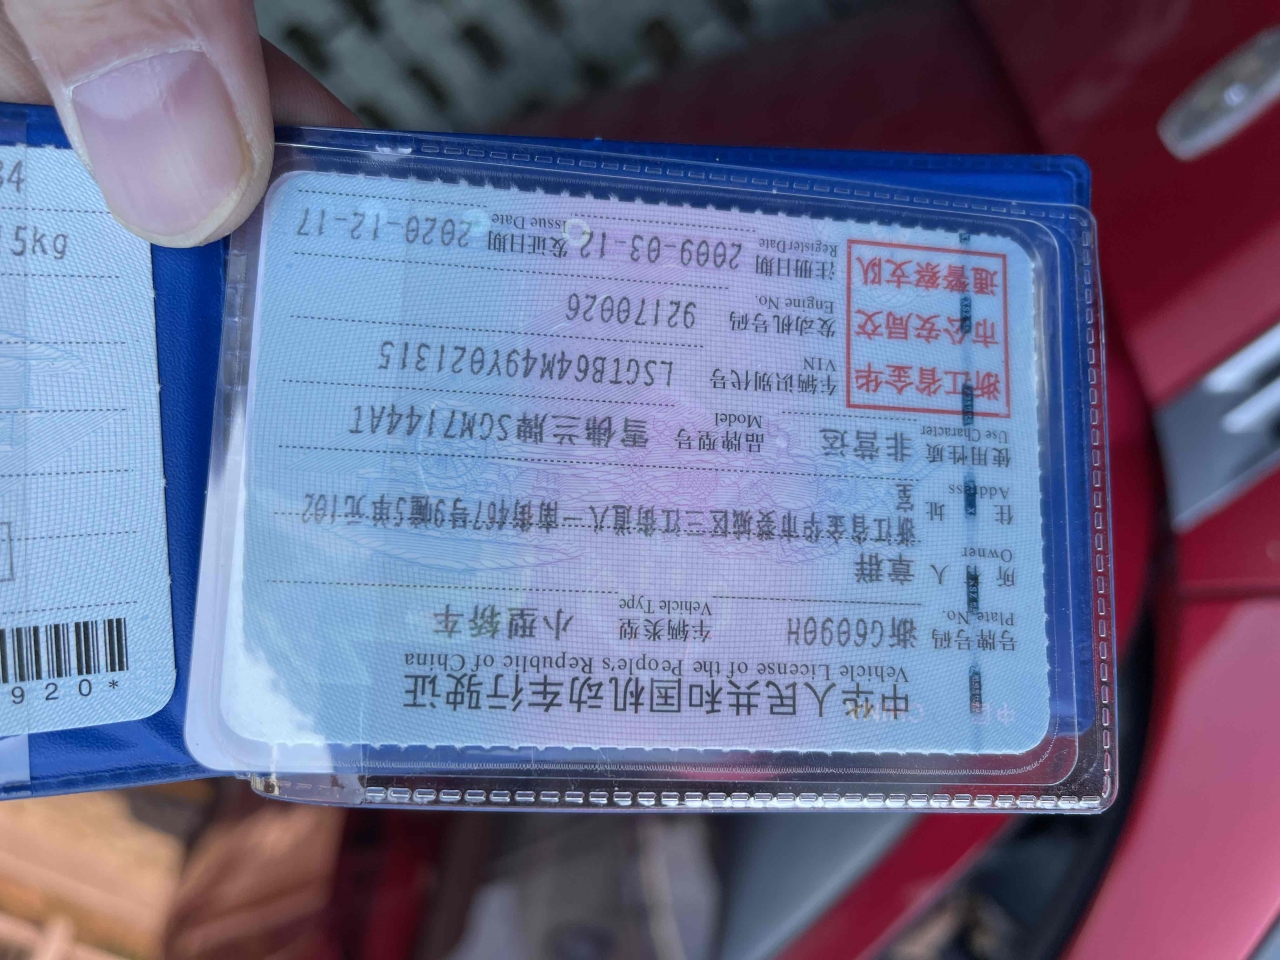 中华人民共和国机动车行驶证
Vehicle License of the People's Republic of China
号牌号码 浙G6090H 车辆类型 小型轿车
Plate No. Vehicle Type
所有人 章群
Owner
住址 浙江省金华市婺城区三江街道八一南街467号9幢5单元102
Address 室
使用性质 非营运 品牌型号 雪佛兰牌SGM7144AT
Use Character Model
浙江省金华
市公安局交
通警察支队
车辆识别代号 LSGTB64M49Y021315
VIN
发动机号码 92170026
Engine No.
注册日期 2009-03-12 发证日期 2020-12-17
Register Date Issue Date
34
15kg
920*